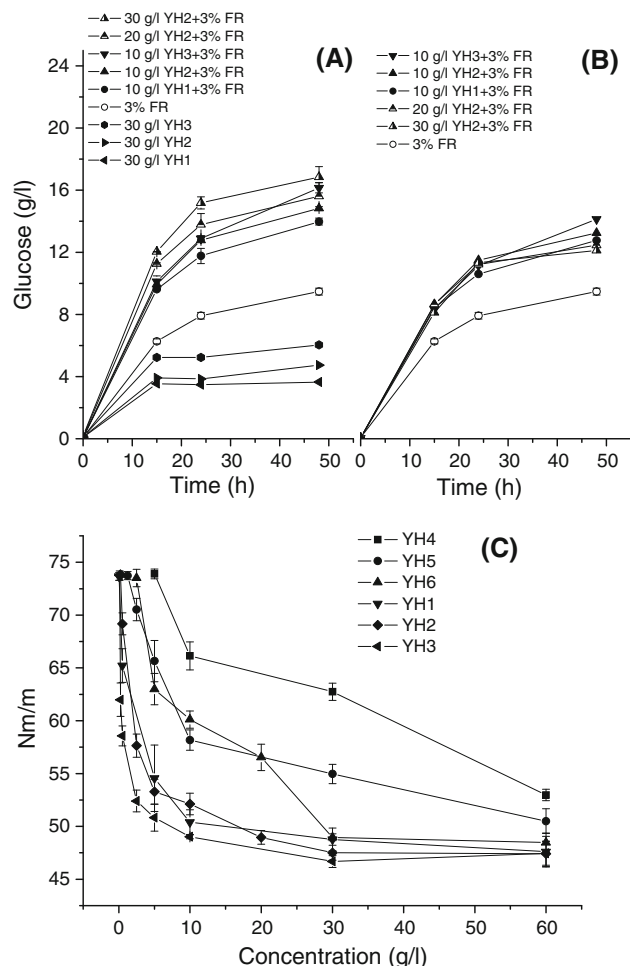 30 g/l YH2+3% FR
20 g/l YH2+3% FR
10 g/l YH3+3% FR
10 g/l YH2+3% FR
10 g/l YH1+3% FR
3% FR
30 g/l YH3
30 g/l YH2
30 g/l YH1
(A)
24
20
16
12
8
4
0
Glucose (g/l)
0 10 20 30 40 50
Time (h)
10 g/l YH3+3% FR
10 g/l YH2+3% FR
10 g/l YH1+3% FR
20 g/l YH2+3% FR
30 g/l YH2+3% FR
3% FR
(B)
0 10 20 30 40 50
Time (h)
YH4
YH5
YH6
YH1
YH2
YH3
(C)
75
70
65
60
55
50
45
Nm/m
0 10 20 30 40 50 60
Concentration (g/l)